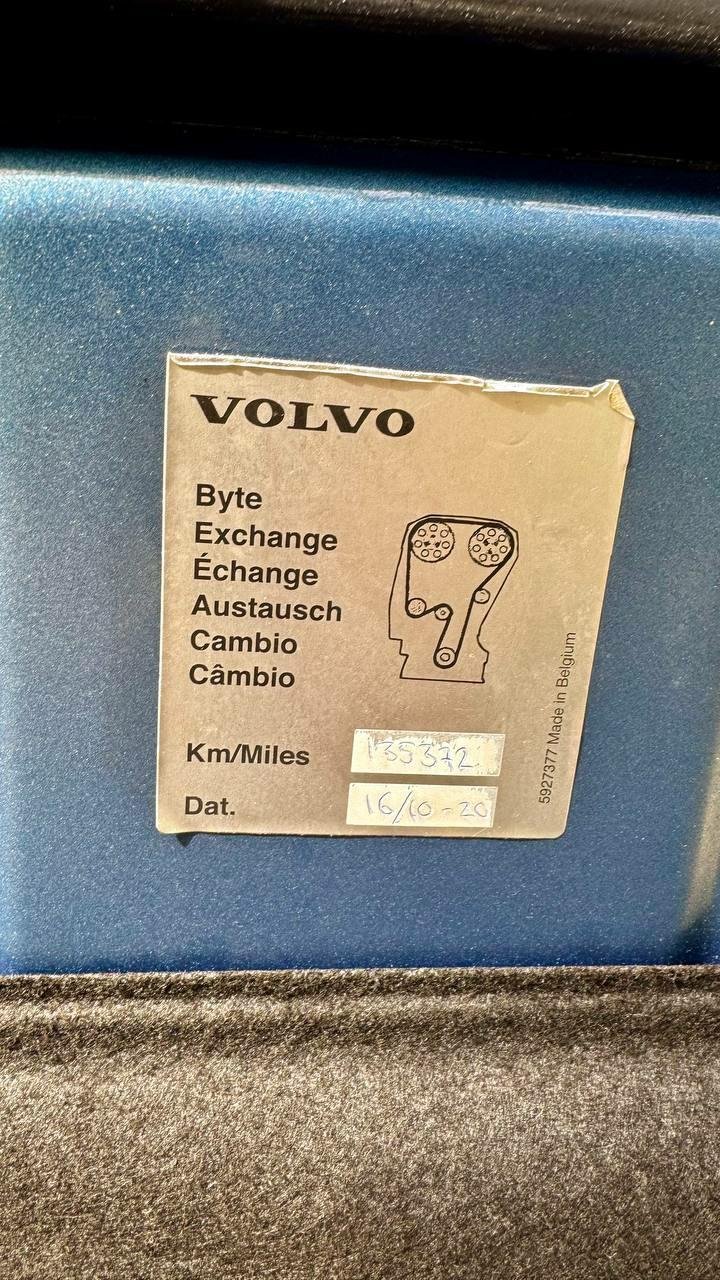 VOLVO
Byte
Exchange
Échange
Austausch
Cambio
Câmbio
Km/Miles 135372
Dat. 16/10-20
5927377 Made in Belgium